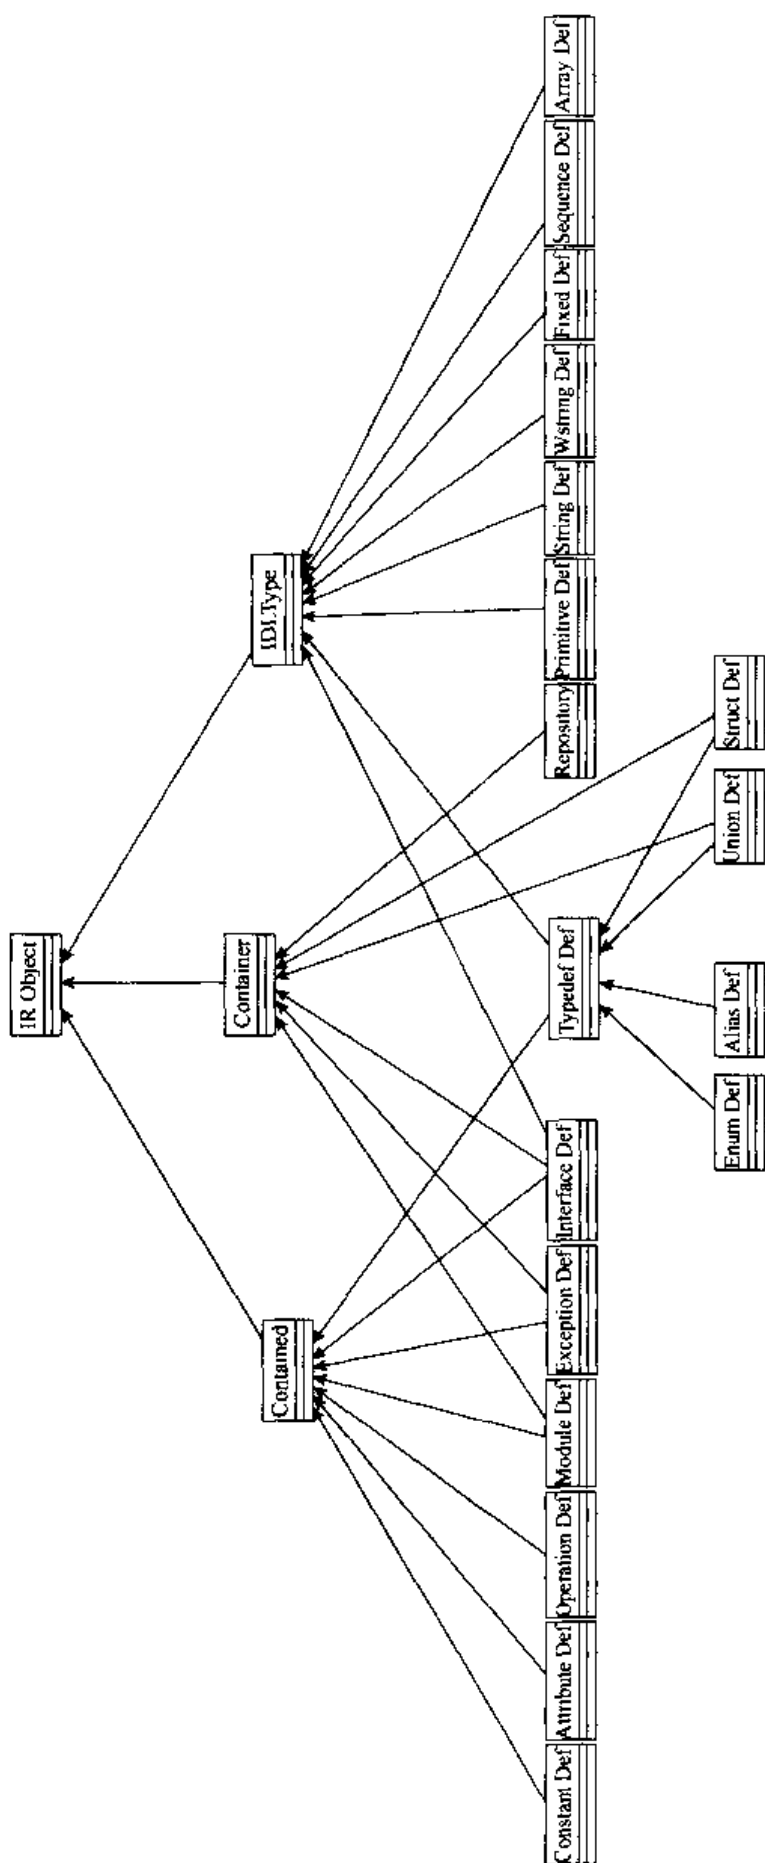 IR Object
Contained
Container
IDLType
Constant Def
Attribute Def
Operation Def
Module Def
Exception Def
Interface Def
Typedef Def
Repository
Primitive Def
String Def
Wstring Def
Fixed Def
Sequence Def
Array Def
Enum Def
Alias Def
Union Def
Struct Def